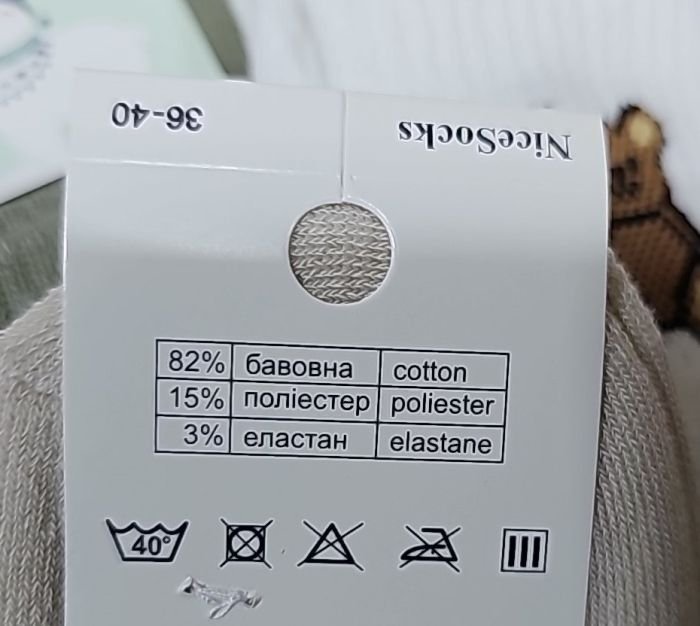 36-40
NiceSocks
82% бавовна cotton
15% поліестер poliester
3% еластан elastane
40°